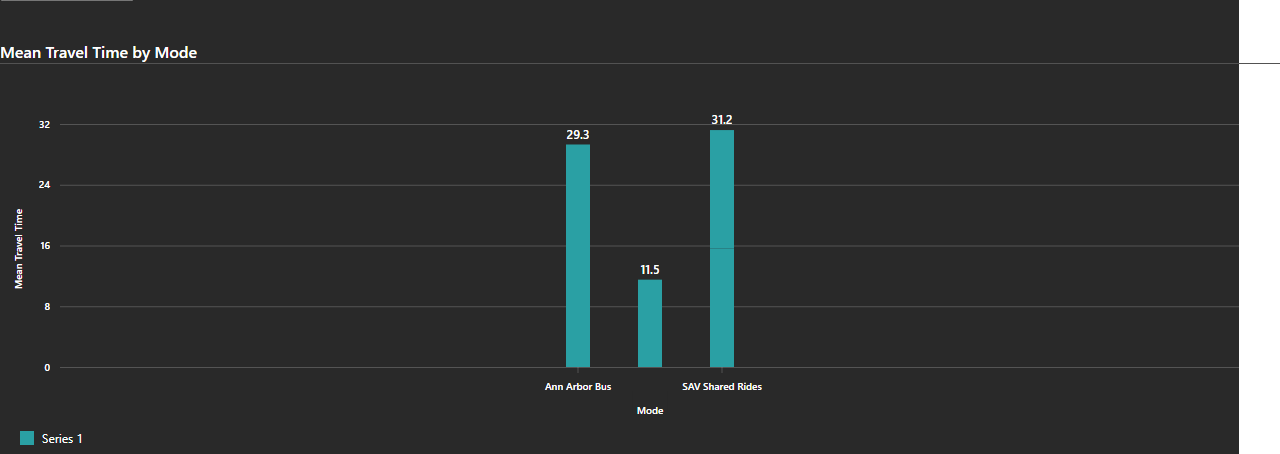 Mean Travel Time by Mode
32
24
16
8
0
Mean Travel Time
29.3
11.5
31.2
Ann Arbor Bus
SAV Shared Rides
Mode
Series 1